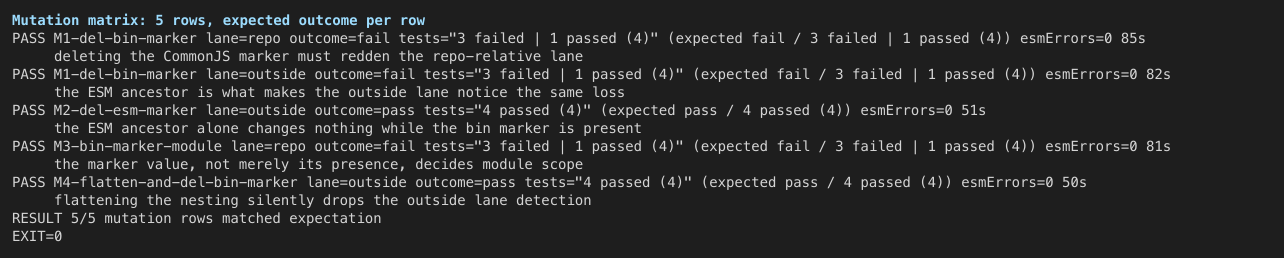 Mutation matrix: 5 rows, expected outcome per row
PASS M1-del-bin-marker lane=repo outcome=fail tests="3 failed | 1 passed (4)" (expected fail / 3 failed | 1 passed (4)) esmErrors=0 85s
deleting the CommonJS marker must redden the repo-relative lane
PASS M1-del-bin-marker lane=outside outcome=fail tests="3 failed | 1 passed (4)" (expected fail / 3 failed | 1 passed (4)) esmErrors=0 82s
the ESM ancestor is what makes the outside lane notice the same loss
PASS M2-del-esm-marker lane=outside outcome=pass tests="4 passed (4)" (expected pass / 4 passed (4)) esmErrors=0 51s
the ESM ancestor alone changes nothing while the bin marker is present
PASS M3-bin-marker-module lane=repo outcome=fail tests="3 failed | 1 passed (4)" (expected fail / 3 failed | 1 passed (4)) esmErrors=0 81s
the marker value, not merely its presence, decides module scope
PASS M4-flatten-and-del-bin-marker lane=outside outcome=pass tests="4 passed (4)" (expected pass / 4 passed (4)) esmErrors=0 50s
flattening the nesting silently drops the outside lane detection
RESULT 5/5 mutation rows matched expectation
EXIT=0